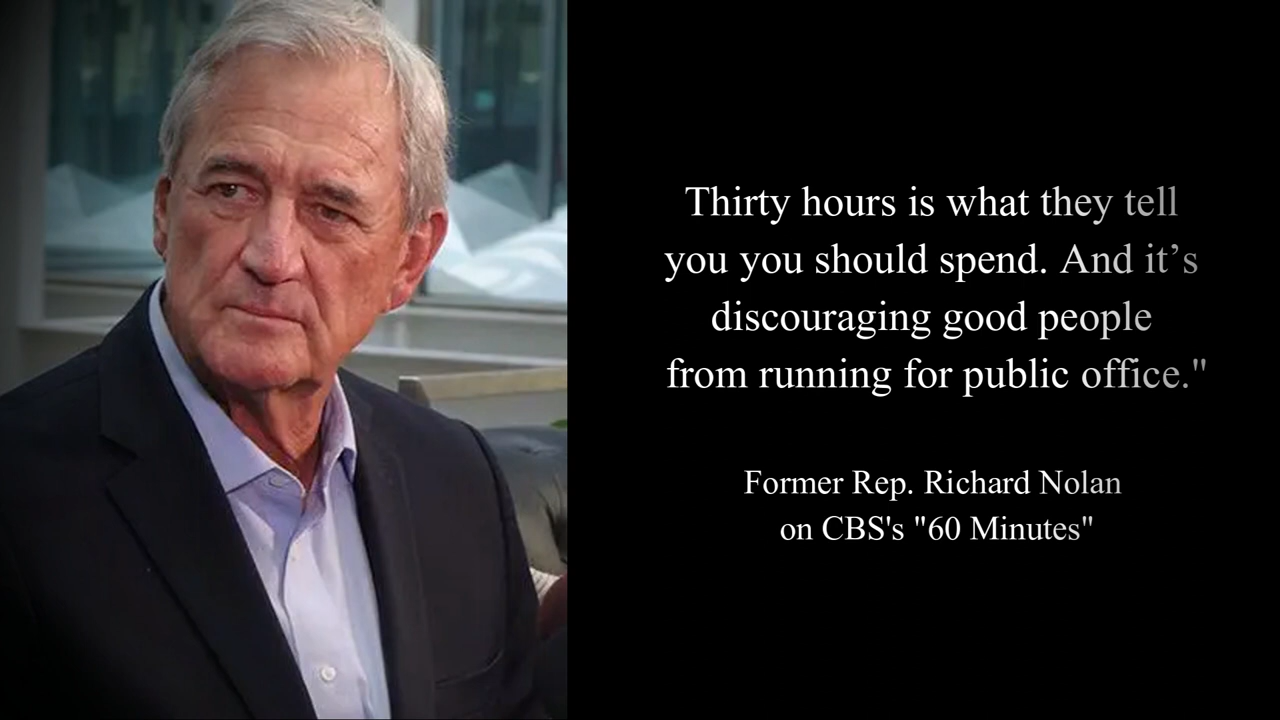 Thirty hours is what they tell
you you should spend. And it’s
discouraging good people
from running for public office."
Former Rep. Richard Nolan
on CBS's "60 Minutes"